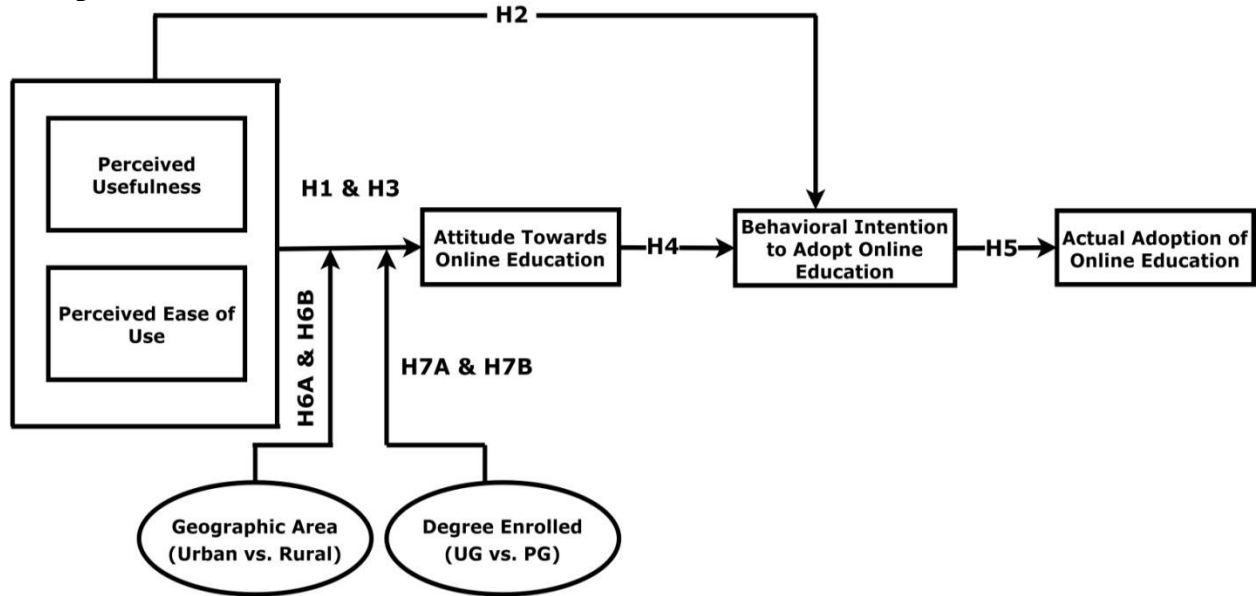 H2
Perceived
Usefulness
Perceived Ease of
Use
H1 & H3
H6A & H6B
H7A & H7B
Attitude Towards
Online Education
H4
Behavioral Intention
to Adopt Online
Education
H5
Actual Adoption of
Online Education
Geographic Area
(Urban vs. Rural)
Degree Enrolled
(UG vs. PG)